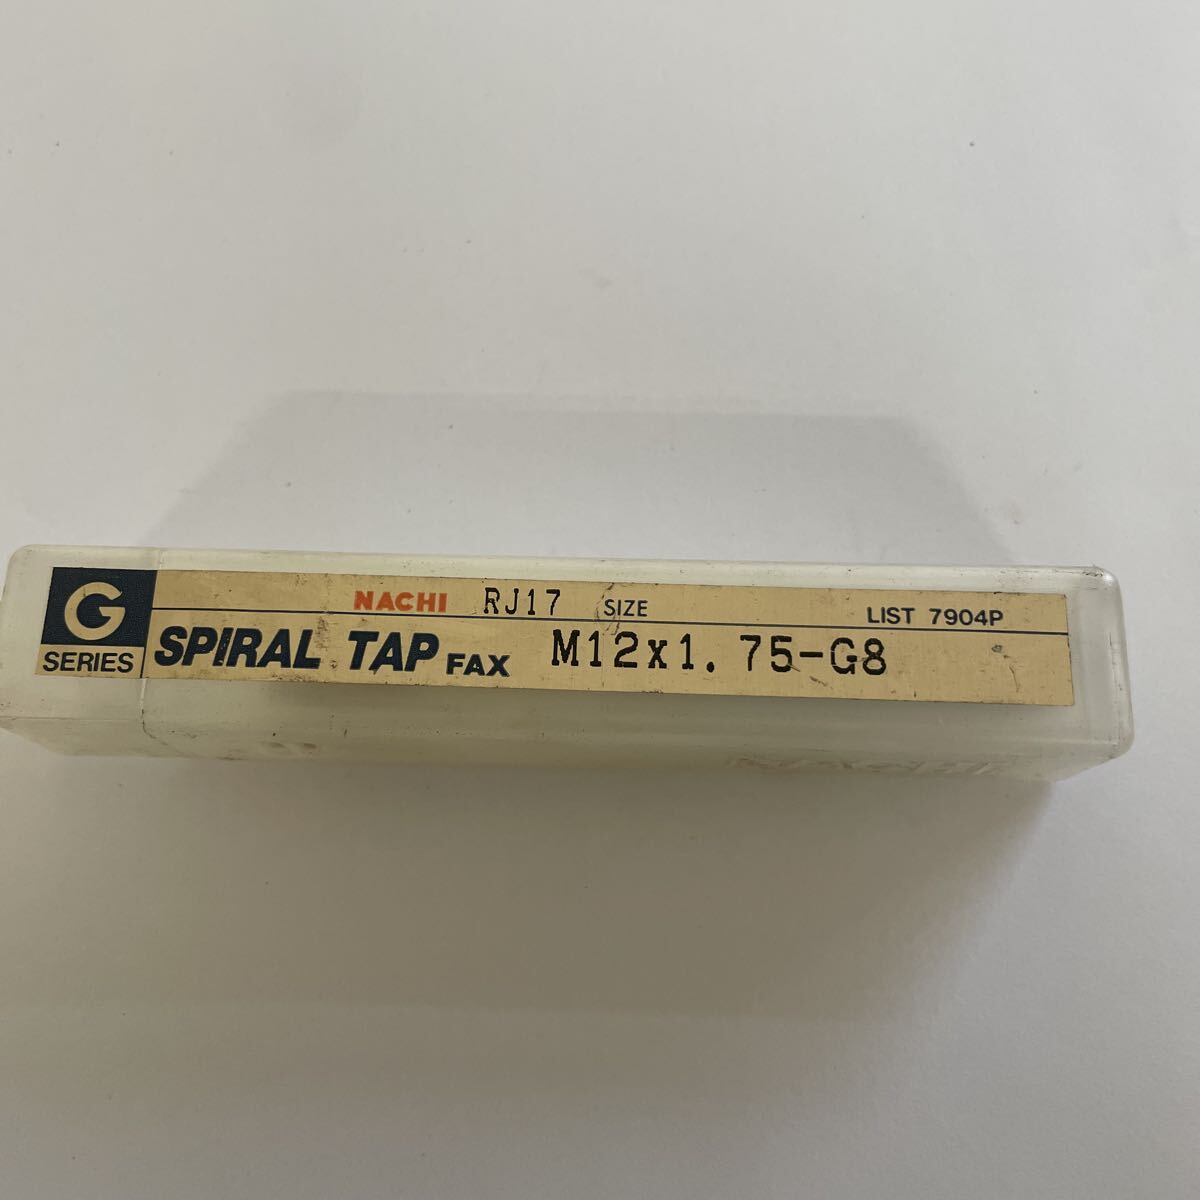 G
SERIES
NACHI RJ17 SIZE LIST 7904P
SPIRAL TAP FAX M12x1.75-G8